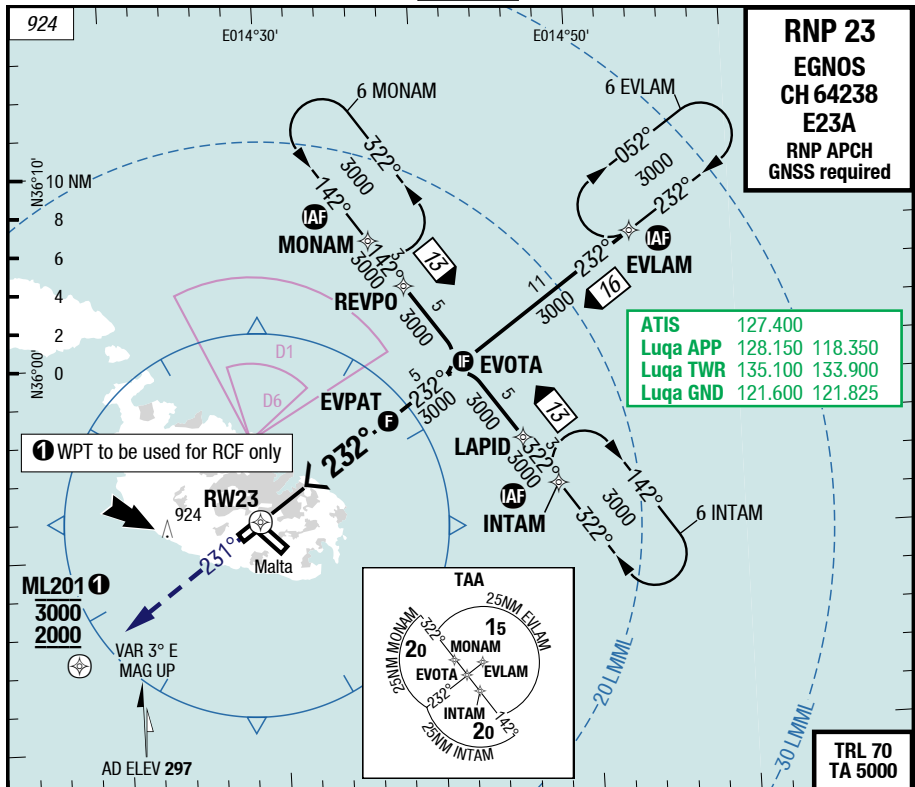 924
E014°30'
E014°50'
RNP 23
EGNOS
CH 64238
E23A
RNP APCH
GNSS required
6 MONAM
6 EVLAM
322°
3000
142°
052°
3000
232°
N36°10'
10 NM
8
6
4
2
0
N36°00'
IAF
MONAM
3
142°
3000
13
REVPO
5
3000
IAF
EVLAM
232°
11
3000
16
ATIS 127.400
Luqa APP 128.150 118.350
Luqa TWR 135.100 133.900
Luqa GND 121.600 121.825
IF EVOTA
5
232°
3000
D1
D6
EVPAT
F
232°
5
3000
13
LAPID
3
322°
3000
IAF
INTAM
142°
3000
322°
6 INTAM
1 WPT to be used for RCF only
RW23
924
Malta
231°
ML201 1
3000
2000
VAR 3° E
MAG UP
AD ELEV 297
TAA
25NM MONAM
25NM EVLAM
25NM INTAM
322°
20
15
MONAM
EVOTA
EVLAM
232°
INTAM
20
142°
20 LMML
30 LMML
TRL 70
TA 5000